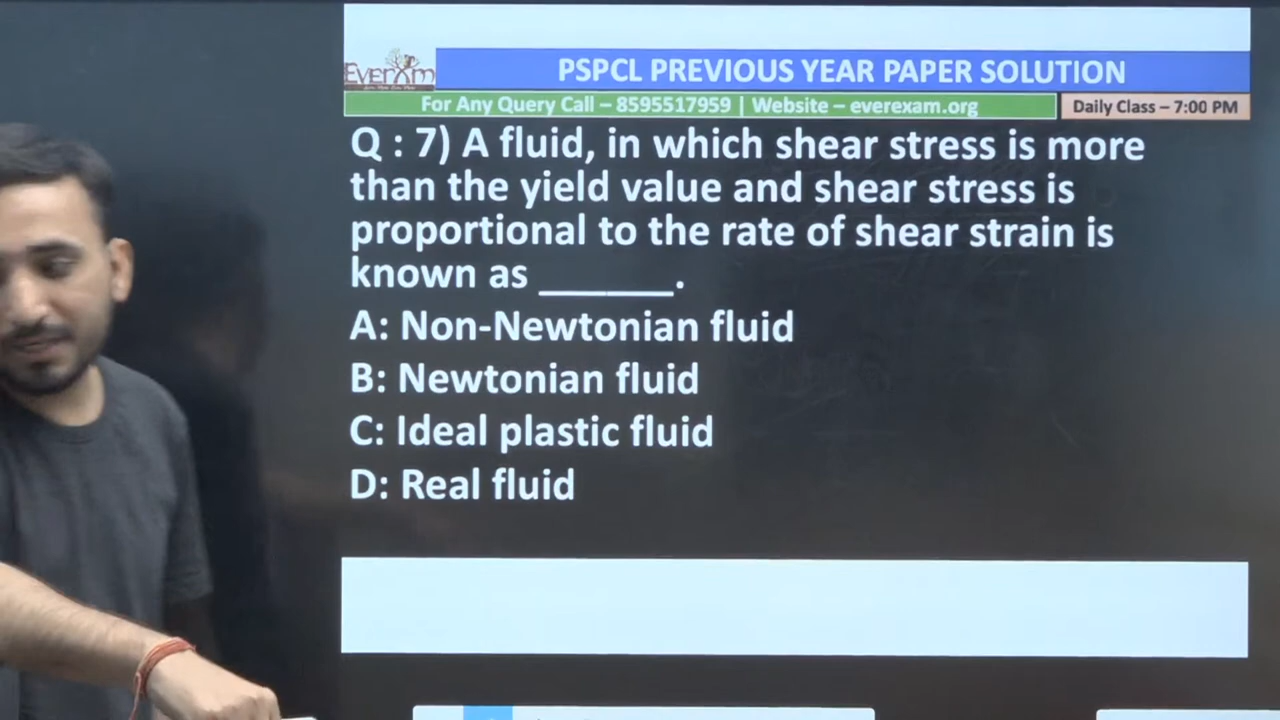 EverExam
PSPCL PREVIOUS YEAR PAPER SOLUTION
For Any Query Call – 8595517959 | Website – everexam.org
Daily Class – 7:00 PM
Q : 7) A fluid, in which shear stress is more
than the yield value and shear stress is
proportional to the rate of shear strain is
known as ______.
A: Non-Newtonian fluid
B: Newtonian fluid
C: Ideal plastic fluid
D: Real fluid